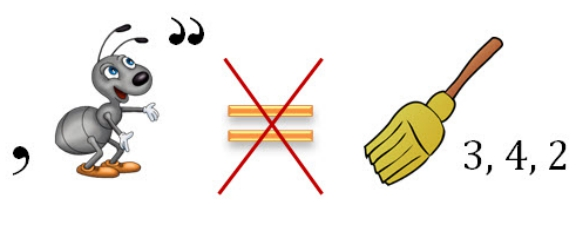 , ,,
3, 4, 2